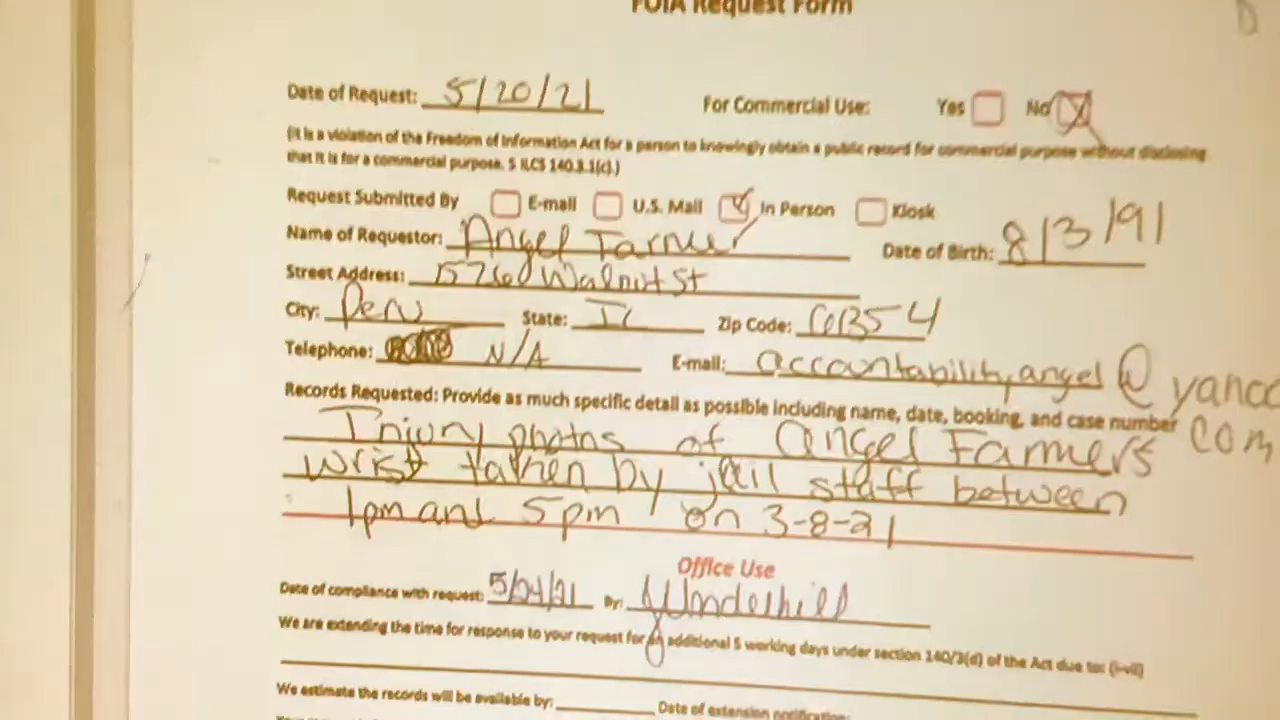 FOIA Request Form
Date of Request: 5/20/21 For Commercial Use: Yes No X
(It is a violation of the Freedom of Information Act for a person to knowingly obtain a public record for commercial purpose without disclosing
that it is for a commercial purpose. 5 ILCS 140.3.1(c).)
Request Submitted By E-mail U.S. Mail In Person Kiosk
Name of Requestor: Angel Farmer Date of Birth: 8/3/91
Street Address: Walnut St
City: Peru State: IL Zip Code: 61354
Telephone: N/A E-mail: accountabilityangel@yahoo
Records Requested: Provide as much specific detail as possible including name, date, booking, and case number com
Injury photos of Angel Farmers
wrist taken by jail staff between
1pm and 5pm on 3-8-21
Office Use
Date of compliance with request: 5/24/21 By: JUnderhill
We are extending the time for response to your request for an additional 5 working days under section 140/3(d) of the Act due to: (i-vii)
We estimate the records will be available by: Date of extension notification: